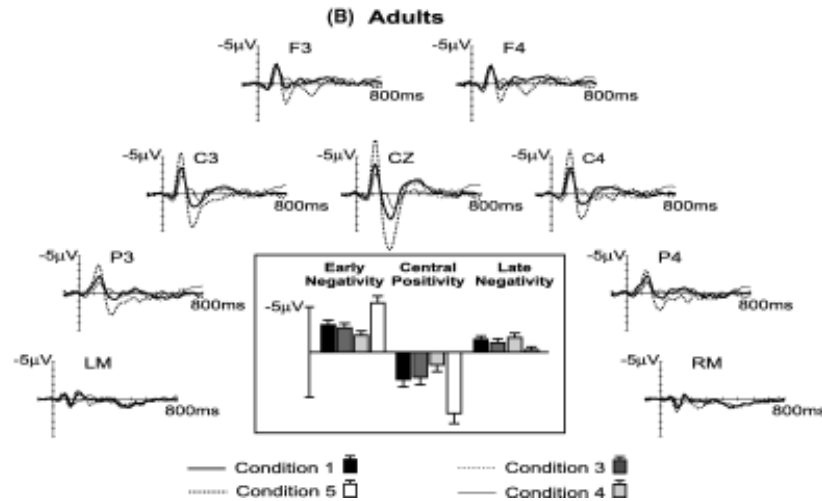 (B) Adults
-5μV F3
800ms
-5μV F4
800ms
-5μV C3
800ms
-5μV CZ
800ms
-5μV C4
800ms
-5μV P3
800ms
-5μV P4
800ms
Early Negativity Central Positivity Late Negativity
-5μV
-5μV LM
800ms
-5μV RM
800ms
Condition 1 Condition 3
Condition 5 Condition 4